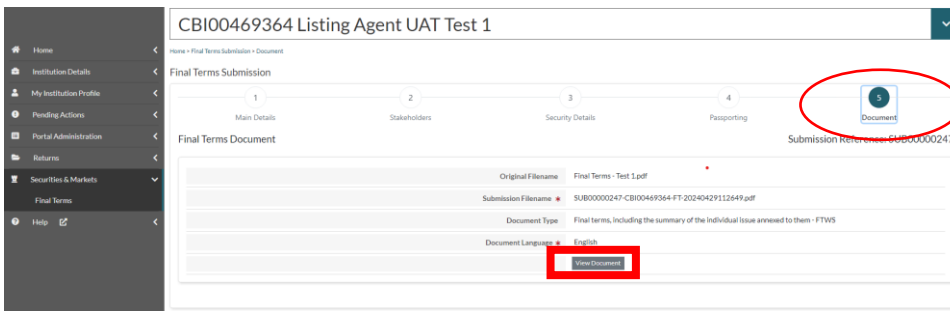 CBI00469364 Listing Agent UAT Test 1
Home
Institution Details
My Institution Profile
Pending Actions
Portal Administration
Returns
Securities & Markets
Final Terms
Help
Home » Final Terms Submission » Document
Final Terms Submission
1
2
3
4
5
Main Details
Stakeholders
Security Details
Passporting
Document
Final Terms Document
Submission Reference: SUB00000247
Original Filename Final Terms - Test 1.pdf
Submission Filename * SUB00000247-CBI00469364-FT-20240429112649.pdf
Document Type Final terms, including the summary of the individual issue annexed to them - FTWS
Document Language * English
View Document